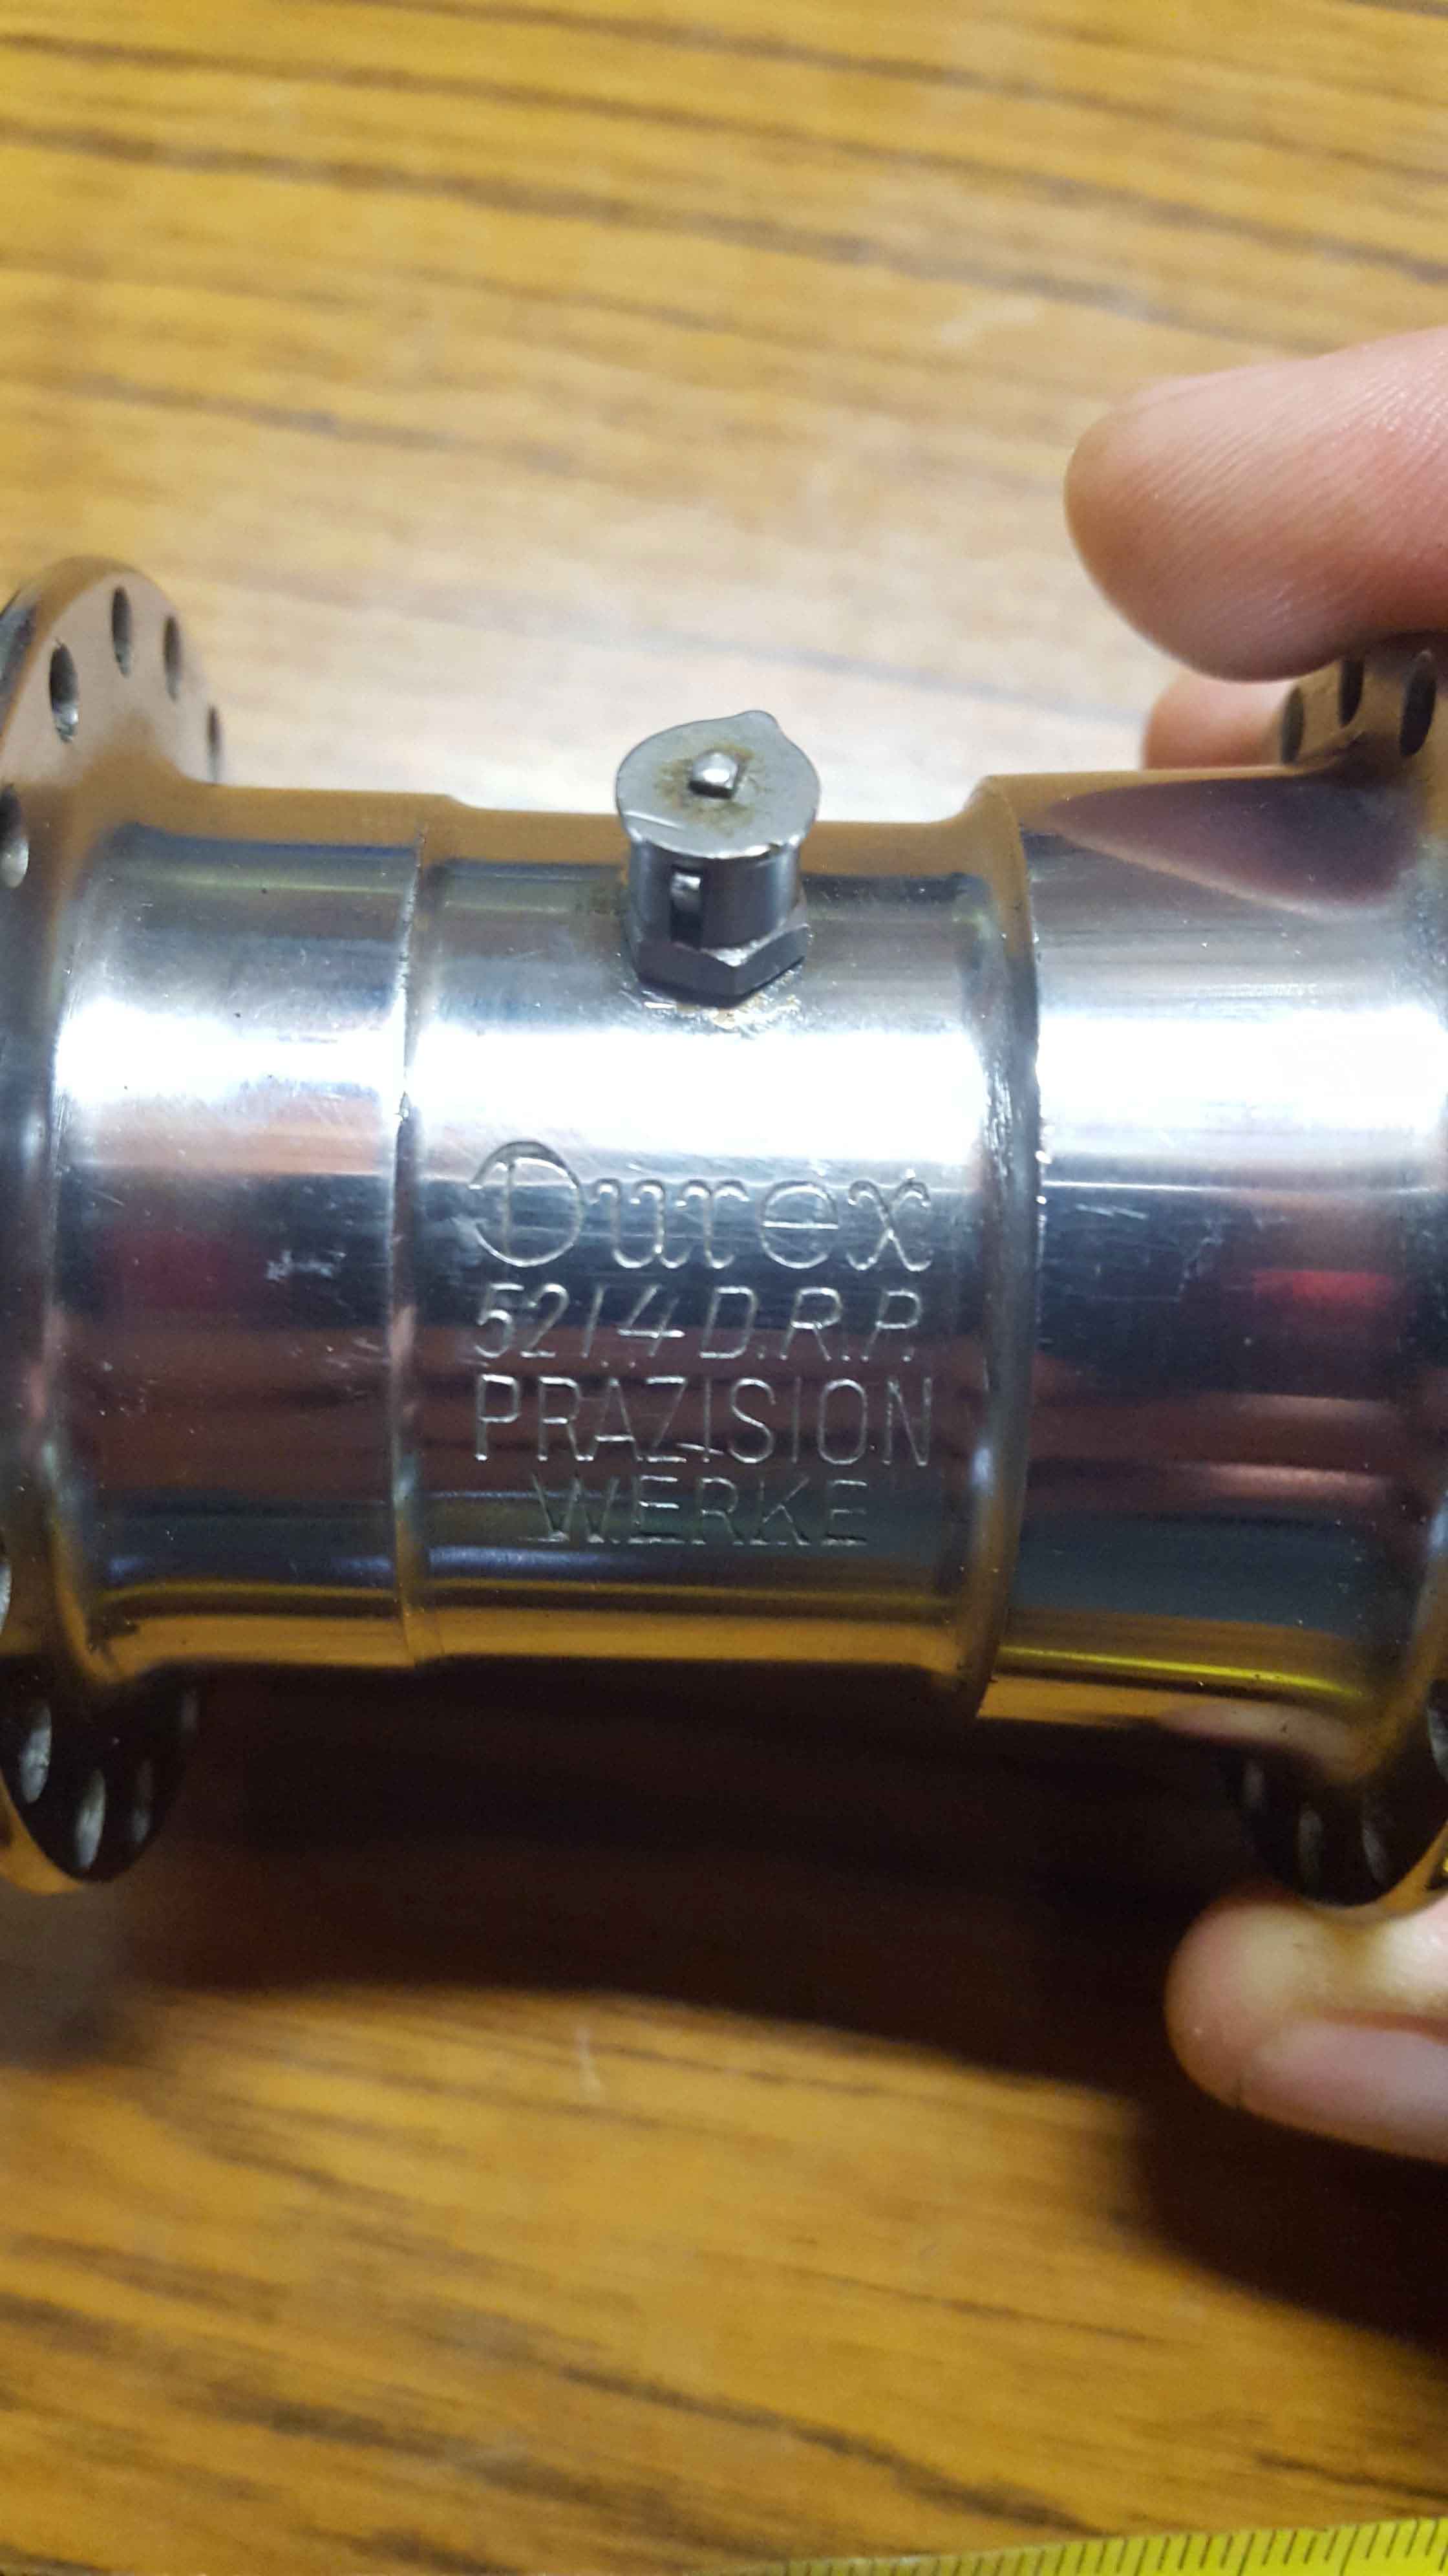 Durex
5214 D.R.P.
PRAZISION
WERKE